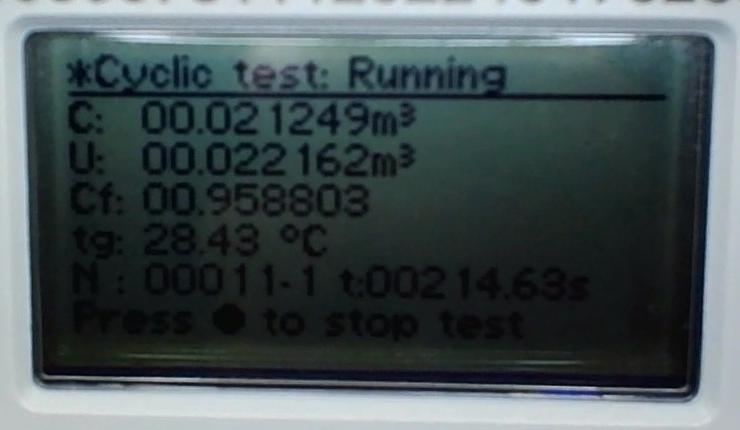 *Cyclic test: Running
C: 00.021249m³
U: 00.022162m³
Cf: 00.958803
tg: 28.43 °C
N : 00011-1 t:00214.63s
Press ● to stop test